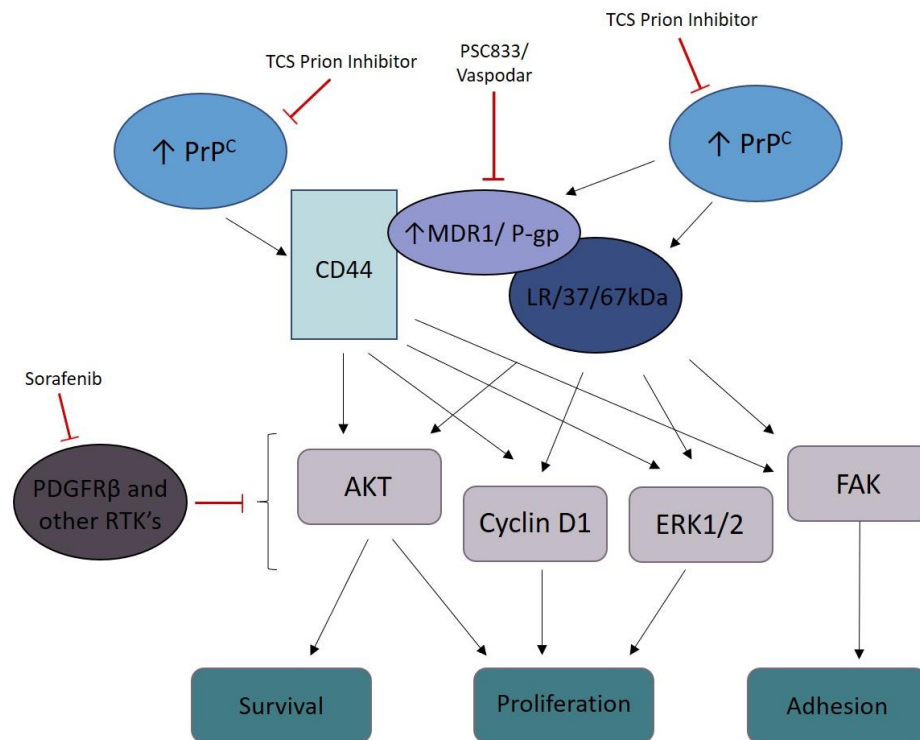 TCS Prion Inhibitor
PSC833/
Vaspodar
TCS Prion Inhibitor
↑ PrPᶜ
↑ PrPᶜ
↑MDR1/ P-gp
CD44
LR/37/67kDa
Sorafenib
PDGFRβ and
other RTK's
AKT
Cyclin D1
ERK1/2
FAK
Survival
Proliferation
Adhesion